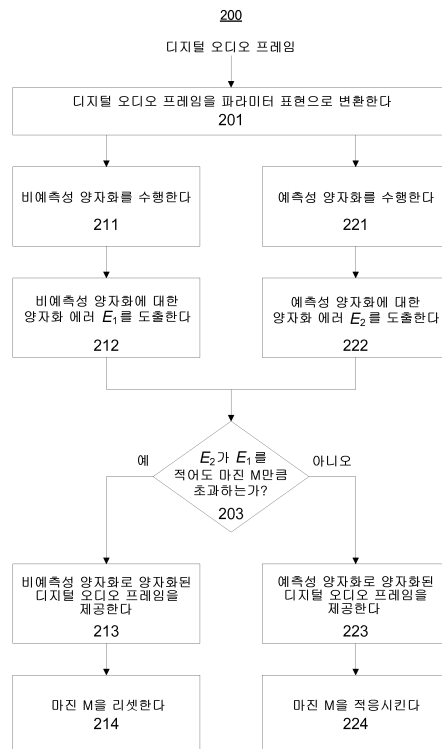 200
디지털 오디오 프레임
디지털 오디오 프레임을 파라미터 표현으로 변환한다
201
비예측성 양자화를 수행한다
211
예측성 양자화를 수행한다
221
비예측성 양자화에 대한
양자화 에러 E₁를 도출한다
212
예측성 양자화에 대한
양자화 에러 E₂를 도출한다
222
예
E₂가 E₁를
적어도 마진 M만큼
초과하는가?
203
아니오
비예측성 양자화로 양자화된
디지털 오디오 프레임을
제공한다
213
예측성 양자화로 양자화된
디지털 오디오 프레임을
제공한다
223
마진 M을 리셋한다
214
마진 M을 적응시킨다
224